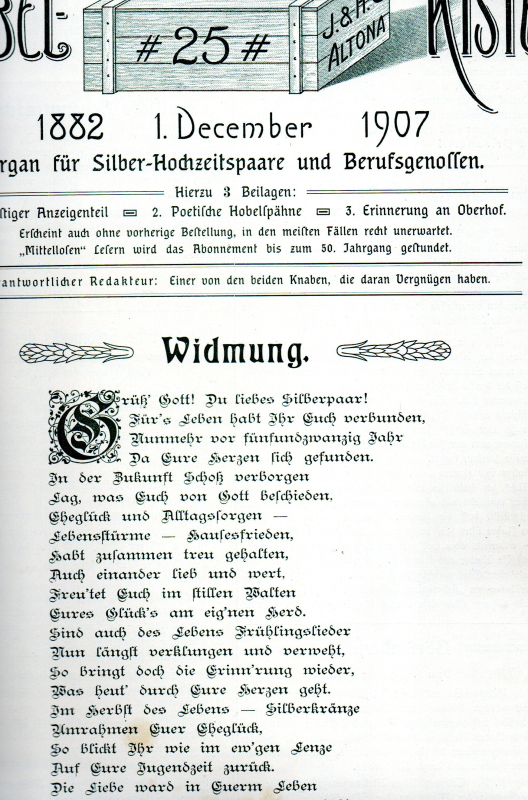 # 25 #
J. & H.
ALTONA
1882 1. December 1907
rgan für Silber-Hochzeitspaare und Berufsgenossen.
Hierzu 3 Beilagen:
stiger Anzeigenteil 2. Poetische Hobelspähne 3. Erinnerung an Oberhof.
Erscheint auch ohne vorherige Bestellung, in den meisten Fällen recht unerwartet.
„Mittellosen" Lesern wird das Abonnement bis zum 50. Jahrgang gestundet.
antwortlicher Redakteur: Einer von den beiden Knaben, die daran Vergnügen haben.
Widmung.
Grüß' Gott! Du liebes Silberpaar!
Für's Leben habt Ihr Euch verbunden,
Nunmehr vor fünfundzwanzig Jahr
Da Eure Herzen sich gefunden.
In der Zukunft Schoß verborgen
Lag, was Euch von Gott beschieden,
Eheglück und Alltagsorgen —
Lebensstürme — Hausesfrieden,
Habt zusammen treu gehalten,
Auch einander lieb und wert,
Freu'tet Euch im stillen Walten
Eures Glück's am eig'nen Herd.
Sind auch des Lebens Frühlingslieder
Nun längst verklungen und verweht,
So bringt doch die Erinn'rung wieder,
Was heut' durch Eure Herzen geht.
Im Herbst des Lebens — Silberkränze
Umrahmen Euer Eheglück,
So blickt Ihr wie im ew'gen Lenze
Auf Eure Jugendzeit zurück.
Die Liebe ward in Euerm Leben